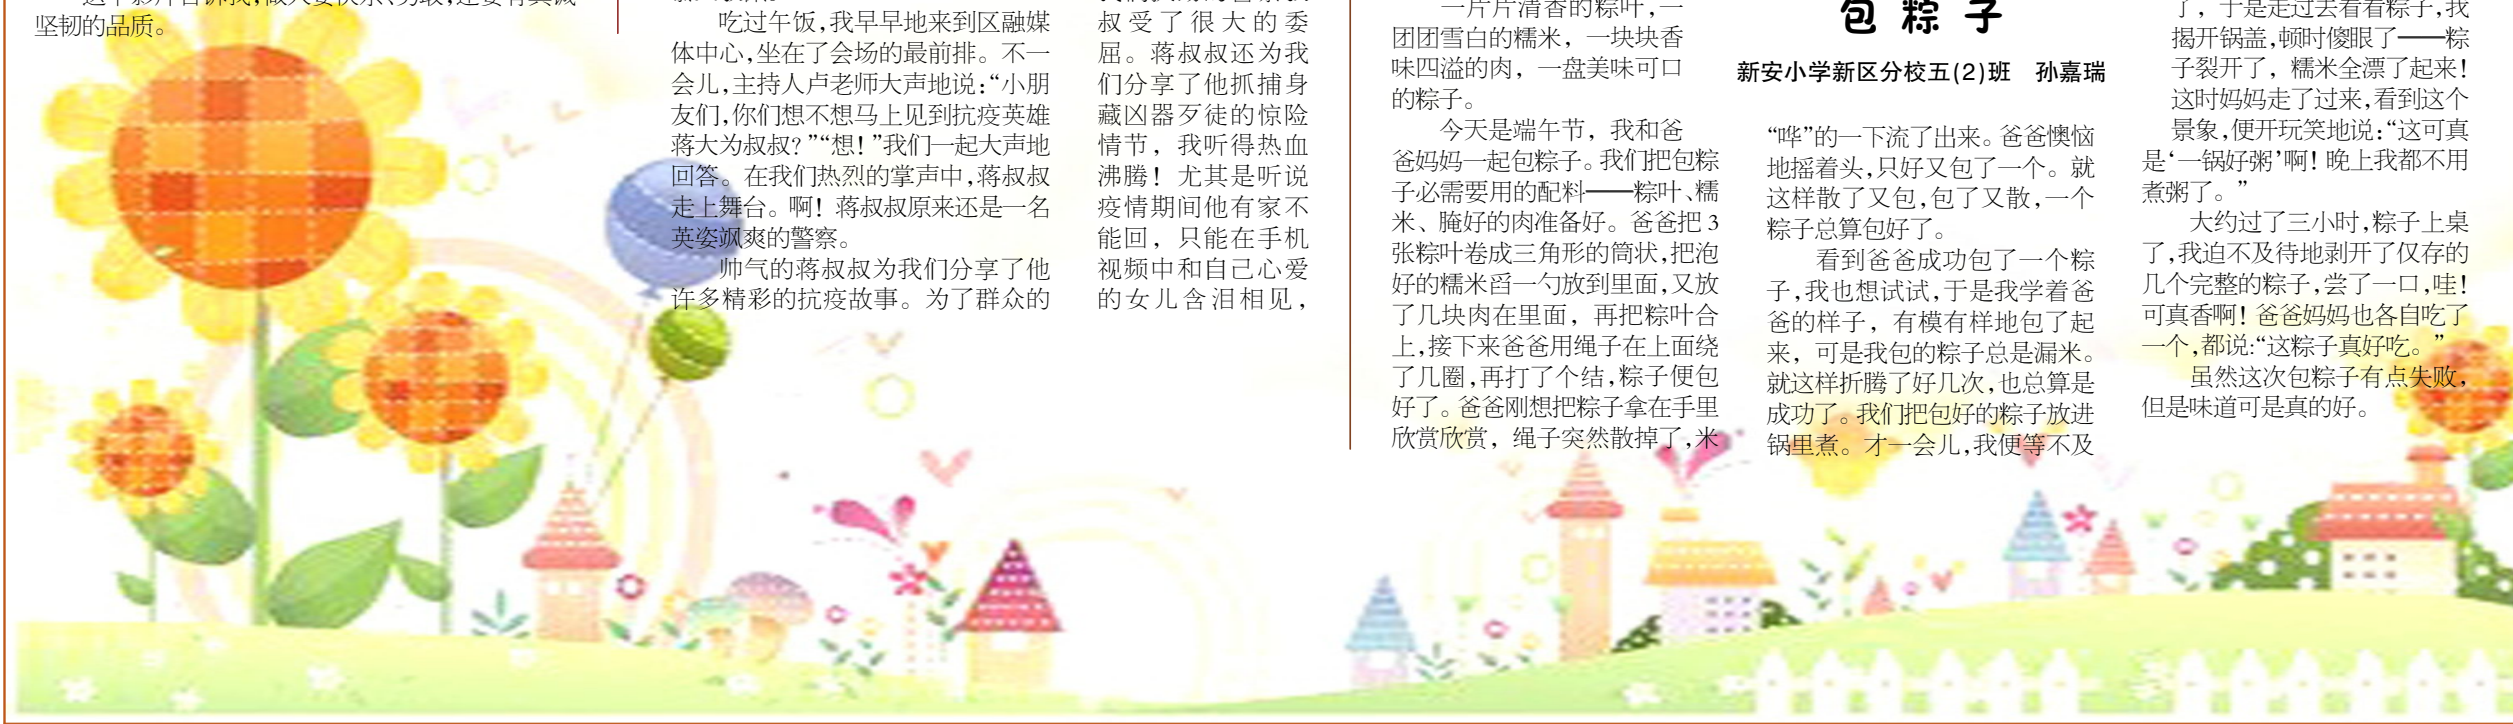 这个影片告诉我,做人要快乐、勇敢,还要有真诚
坚韧的品质。
吃过午饭,我早早地来到区融媒
体中心,坐在了会场的最前排。不一
会儿,主持人卢老师大声地说:“小朋
友们,你们想不想马上见到抗疫英雄
蒋大为叔叔?”“想!”我们一起大声地
回答。在我们热烈的掌声中,蒋叔叔
走上舞台。啊! 蒋叔叔原来还是一名
英姿飒爽的警察。
帅气的蒋叔叔为我们分享了他
许多精彩的抗疫故事。为了群众的
叔受了很大的委
屈。蒋叔叔还为我
们分享了他抓捕身
藏凶器歹徒的惊险
情节，我听得热血
沸腾！尤其是听说
疫情期间他有家不
能回，只能在手机
视频中和自己心爱
的女儿含泪相见，
包粽子
新安小学新区分校五(2)班　孙嘉瑞
一片片清香的粽叶,一
团团雪白的糯米，一块块香
味四溢的肉，一盘美味可口
的粽子。
今天是端午节，我和爸
爸妈妈一起包粽子。我们把包粽
子必需要用的配料——粽叶、糯
米、腌好的肉准备好。爸爸把 3
张粽叶卷成三角形的筒状,把泡
好的糯米舀一勺放到里面,又放
了几块肉在里面，再把粽叶合
上,接下来爸爸用绳子在上面绕
了几圈,再打了个结,粽子便包
好了。爸爸刚想把粽子拿在手里
欣赏欣赏，绳子突然散掉了,米
“哗”的一下流了出来。爸爸懊恼
地摇着头,只好又包了一个。就
这样散了又包,包了又散,一个
粽子总算包好了。
看到爸爸成功包了一个粽
子,我也想试试,于是我学着爸
爸的样子，有模有样地包了起
来，可是我包的粽子总是漏米。
就这样折腾了好几次,也总算是
成功了。我们把包好的粽子放进
锅里煮。才一会儿,我便等不及
了，于是走过去看看粽子,我
揭开锅盖,顿时傻眼了——粽
子裂开了，糯米全漂了起来!
这时妈妈走了过来,看到这个
景象,便开玩笑地说:“这可真
是‘一锅好粥’啊! 晚上我都不用
煮粥了。”
大约过了三小时,粽子上桌
了,我迫不及待地剥开了仅存的
几个完整的粽子,尝了一口,哇!
可真香啊! 爸爸妈妈也各自吃了
一个,都说:“这粽子真好吃。”
虽然这次包粽子有点失败,
但是味道可是真的好。